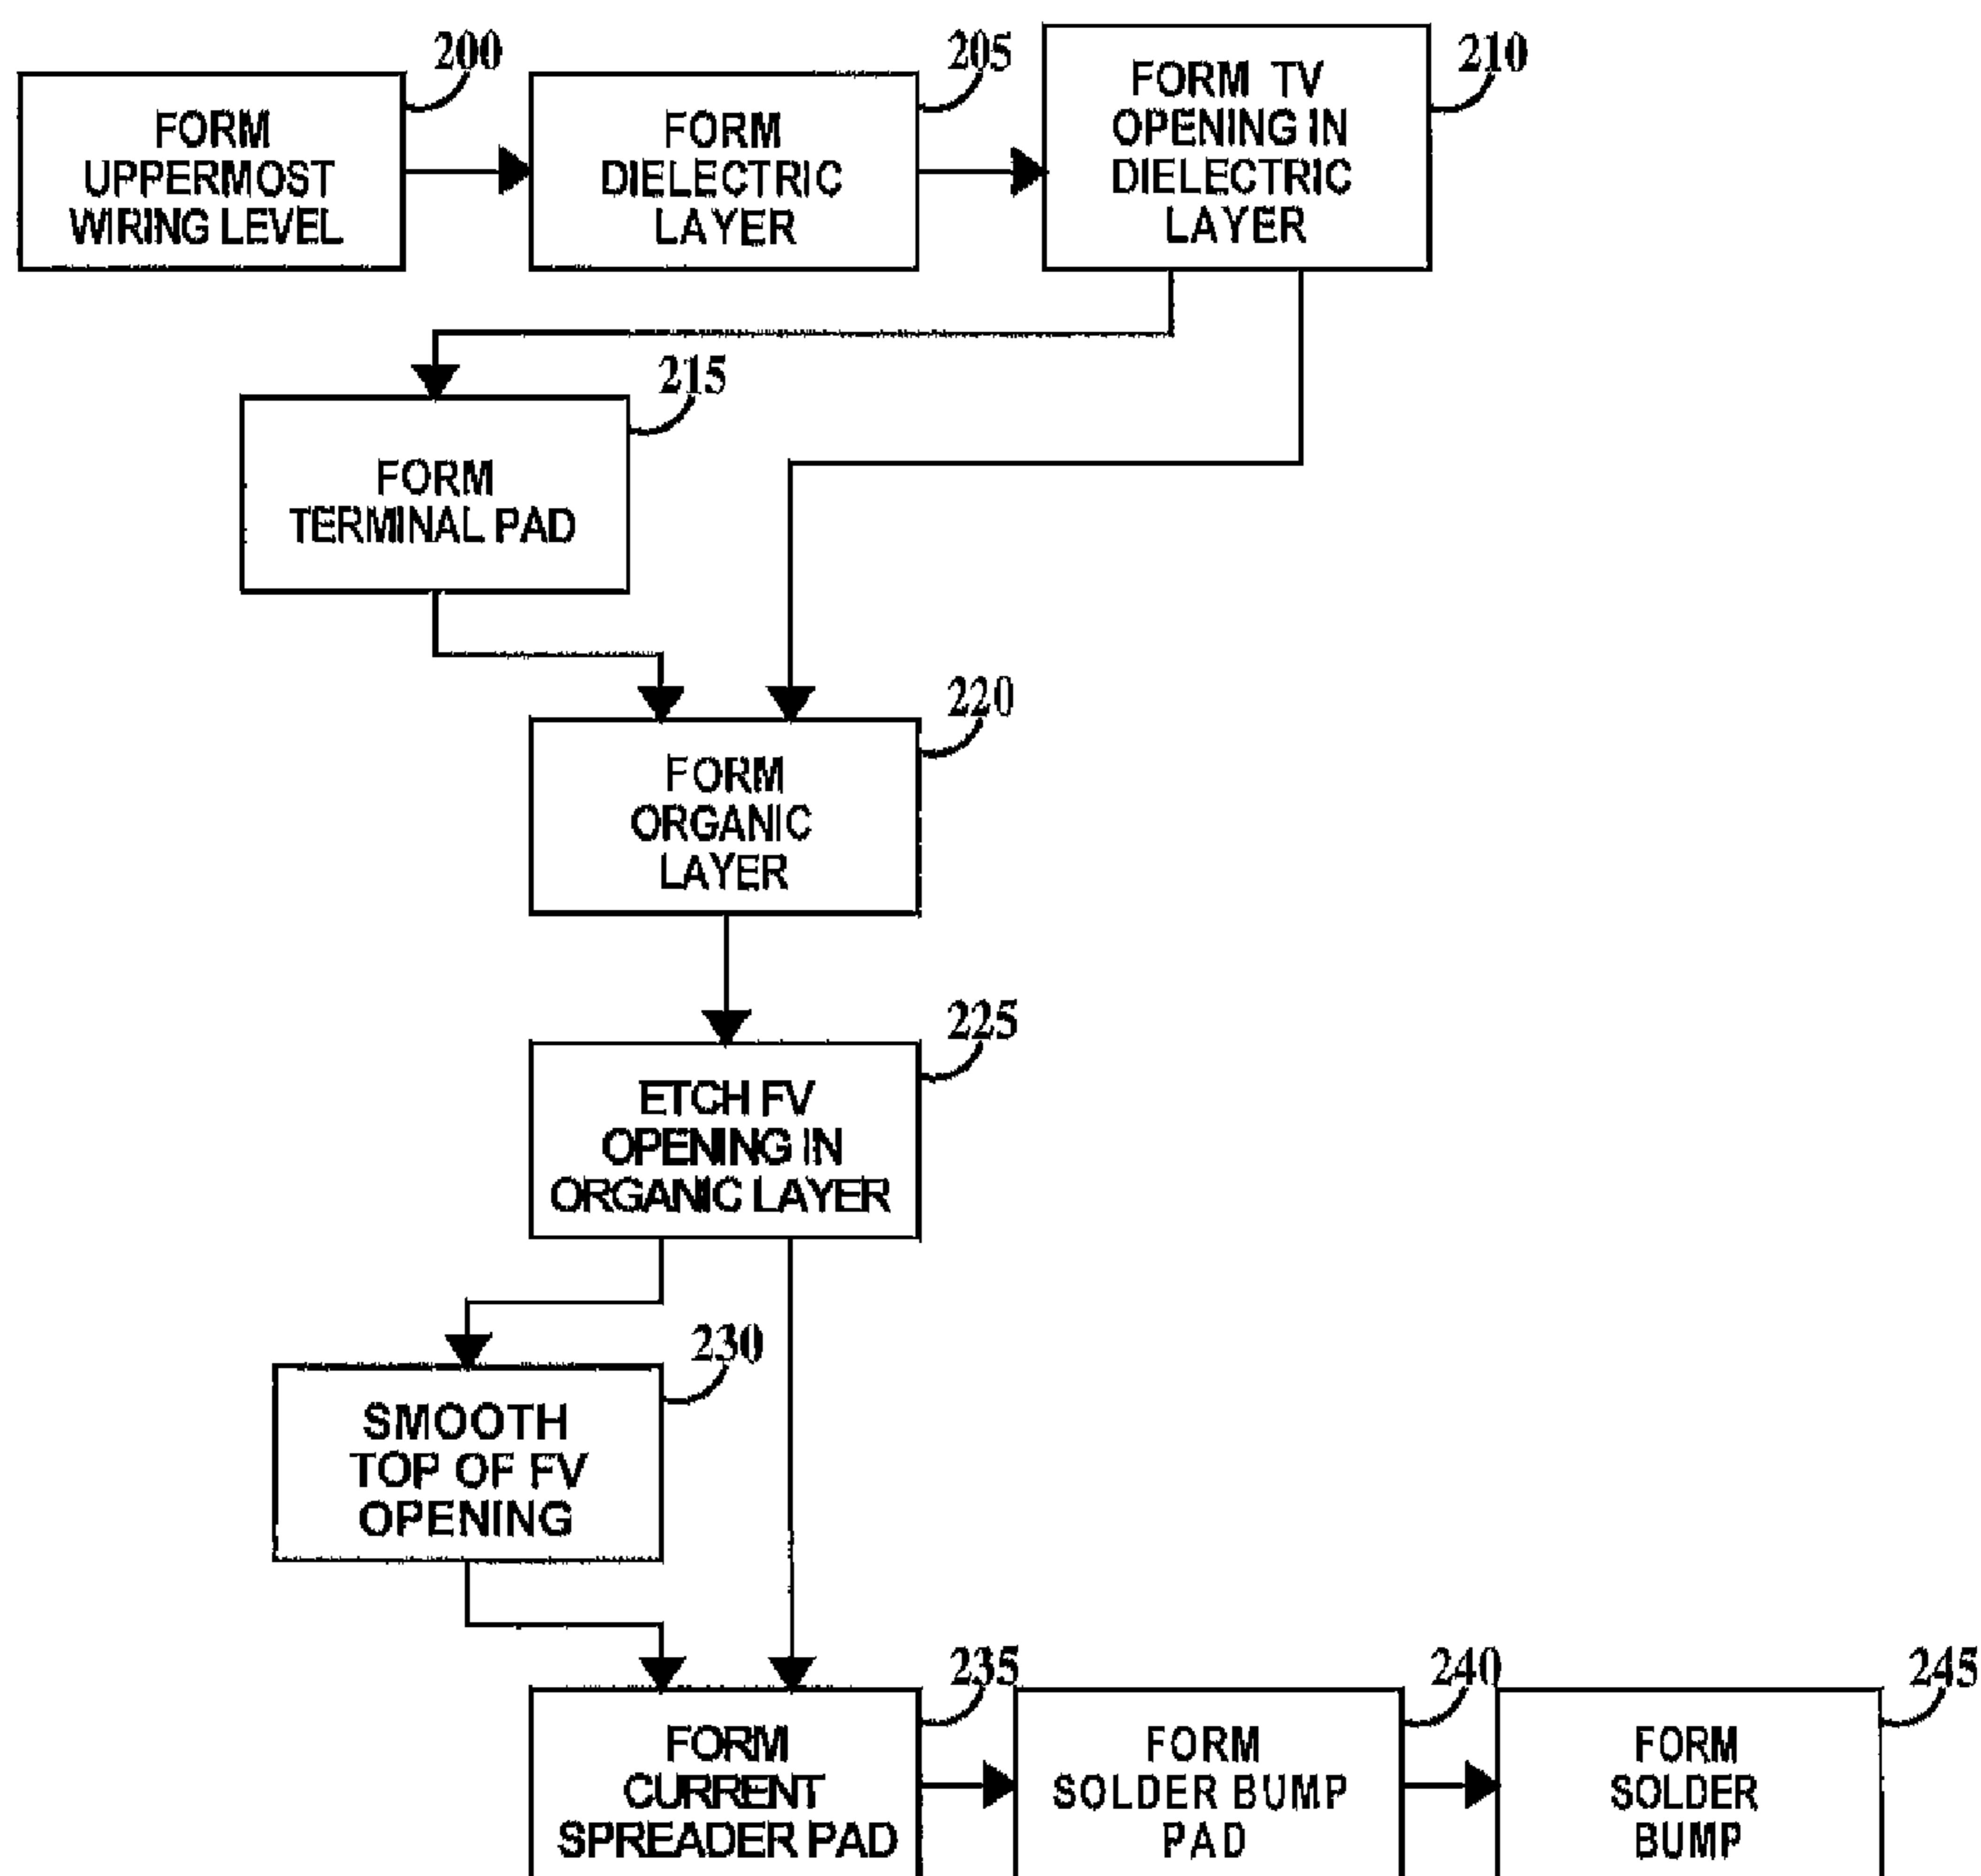 200
FORM
UPPERMOST
WIRING LEVEL
205
FORM
DIELECTRIC
LAYER
210
FORM TV
OPENING IN
DIELECTRIC
LAYER
215
FORM
TERMINAL PAD
220
FORM
ORGANIC
LAYER
225
ETCH FV
OPENING IN
ORGANIC LAYER
230
SMOOTH
TOP OF FV
OPENING
235
FORM
CURRENT
SPREADER PAD
240
FORM
SOLDER BUMP
PAD
245
FORM
SOLDER
BUMP